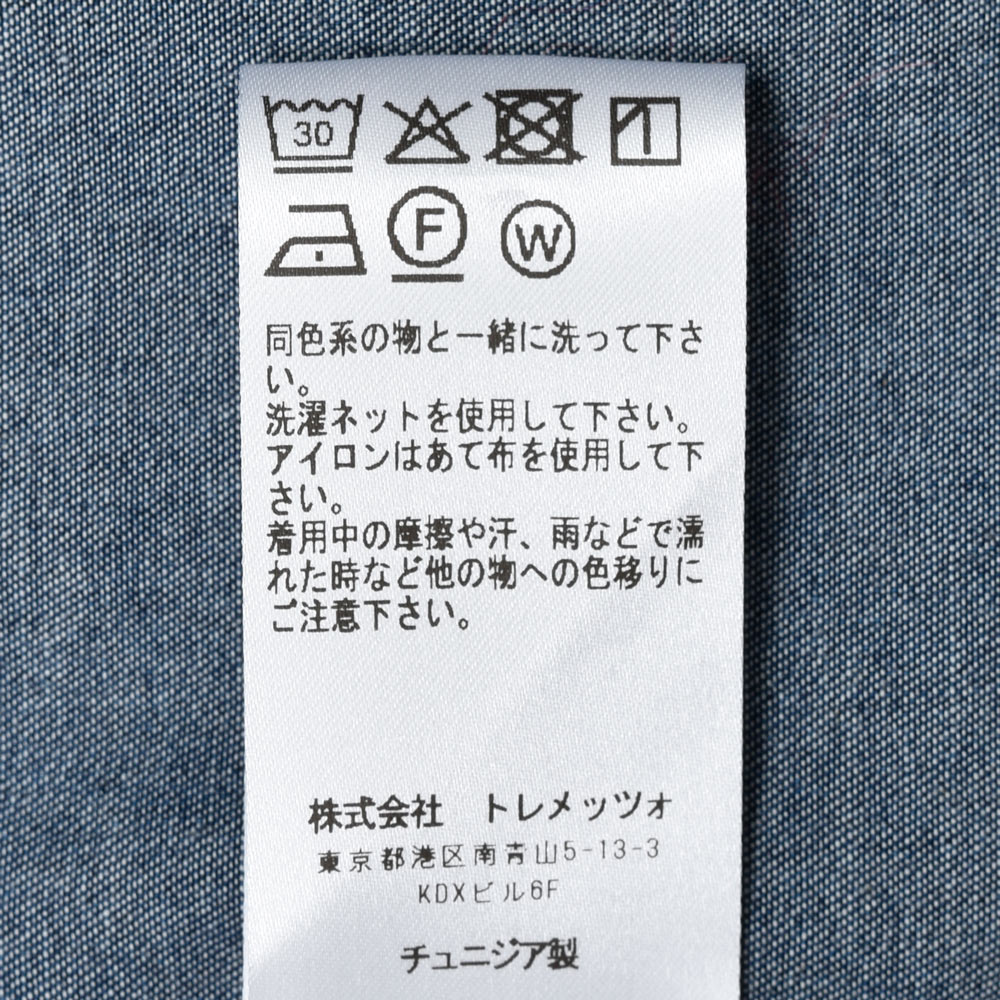 30
F
W
同色系の物と一緒に洗って下さ
い。
洗濯ネットを使用して下さい。
アイロンはあて布を使用して下
さい。
着用中の摩擦や汗、雨などで濡
れた時など他の物への色移りに
ご注意下さい。
株式会社　トレメッツォ
東京都港区南青山5-13-3
KDXビル6F
チュニジア製